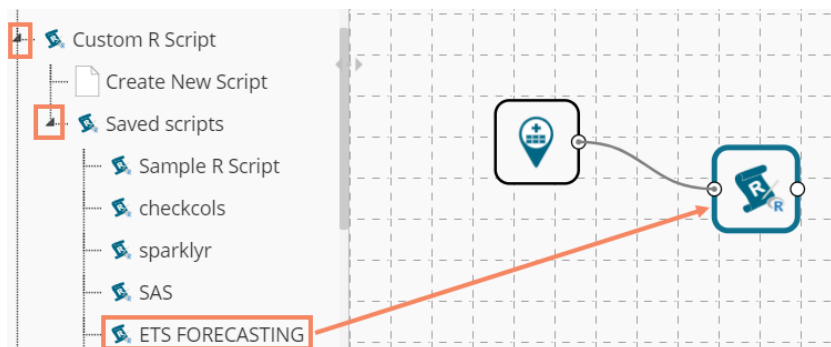 Custom R Script
Create New Script
Saved scripts
Sample R Script
checkcols
sparklyr
SAS
ETS FORECASTING
R
R